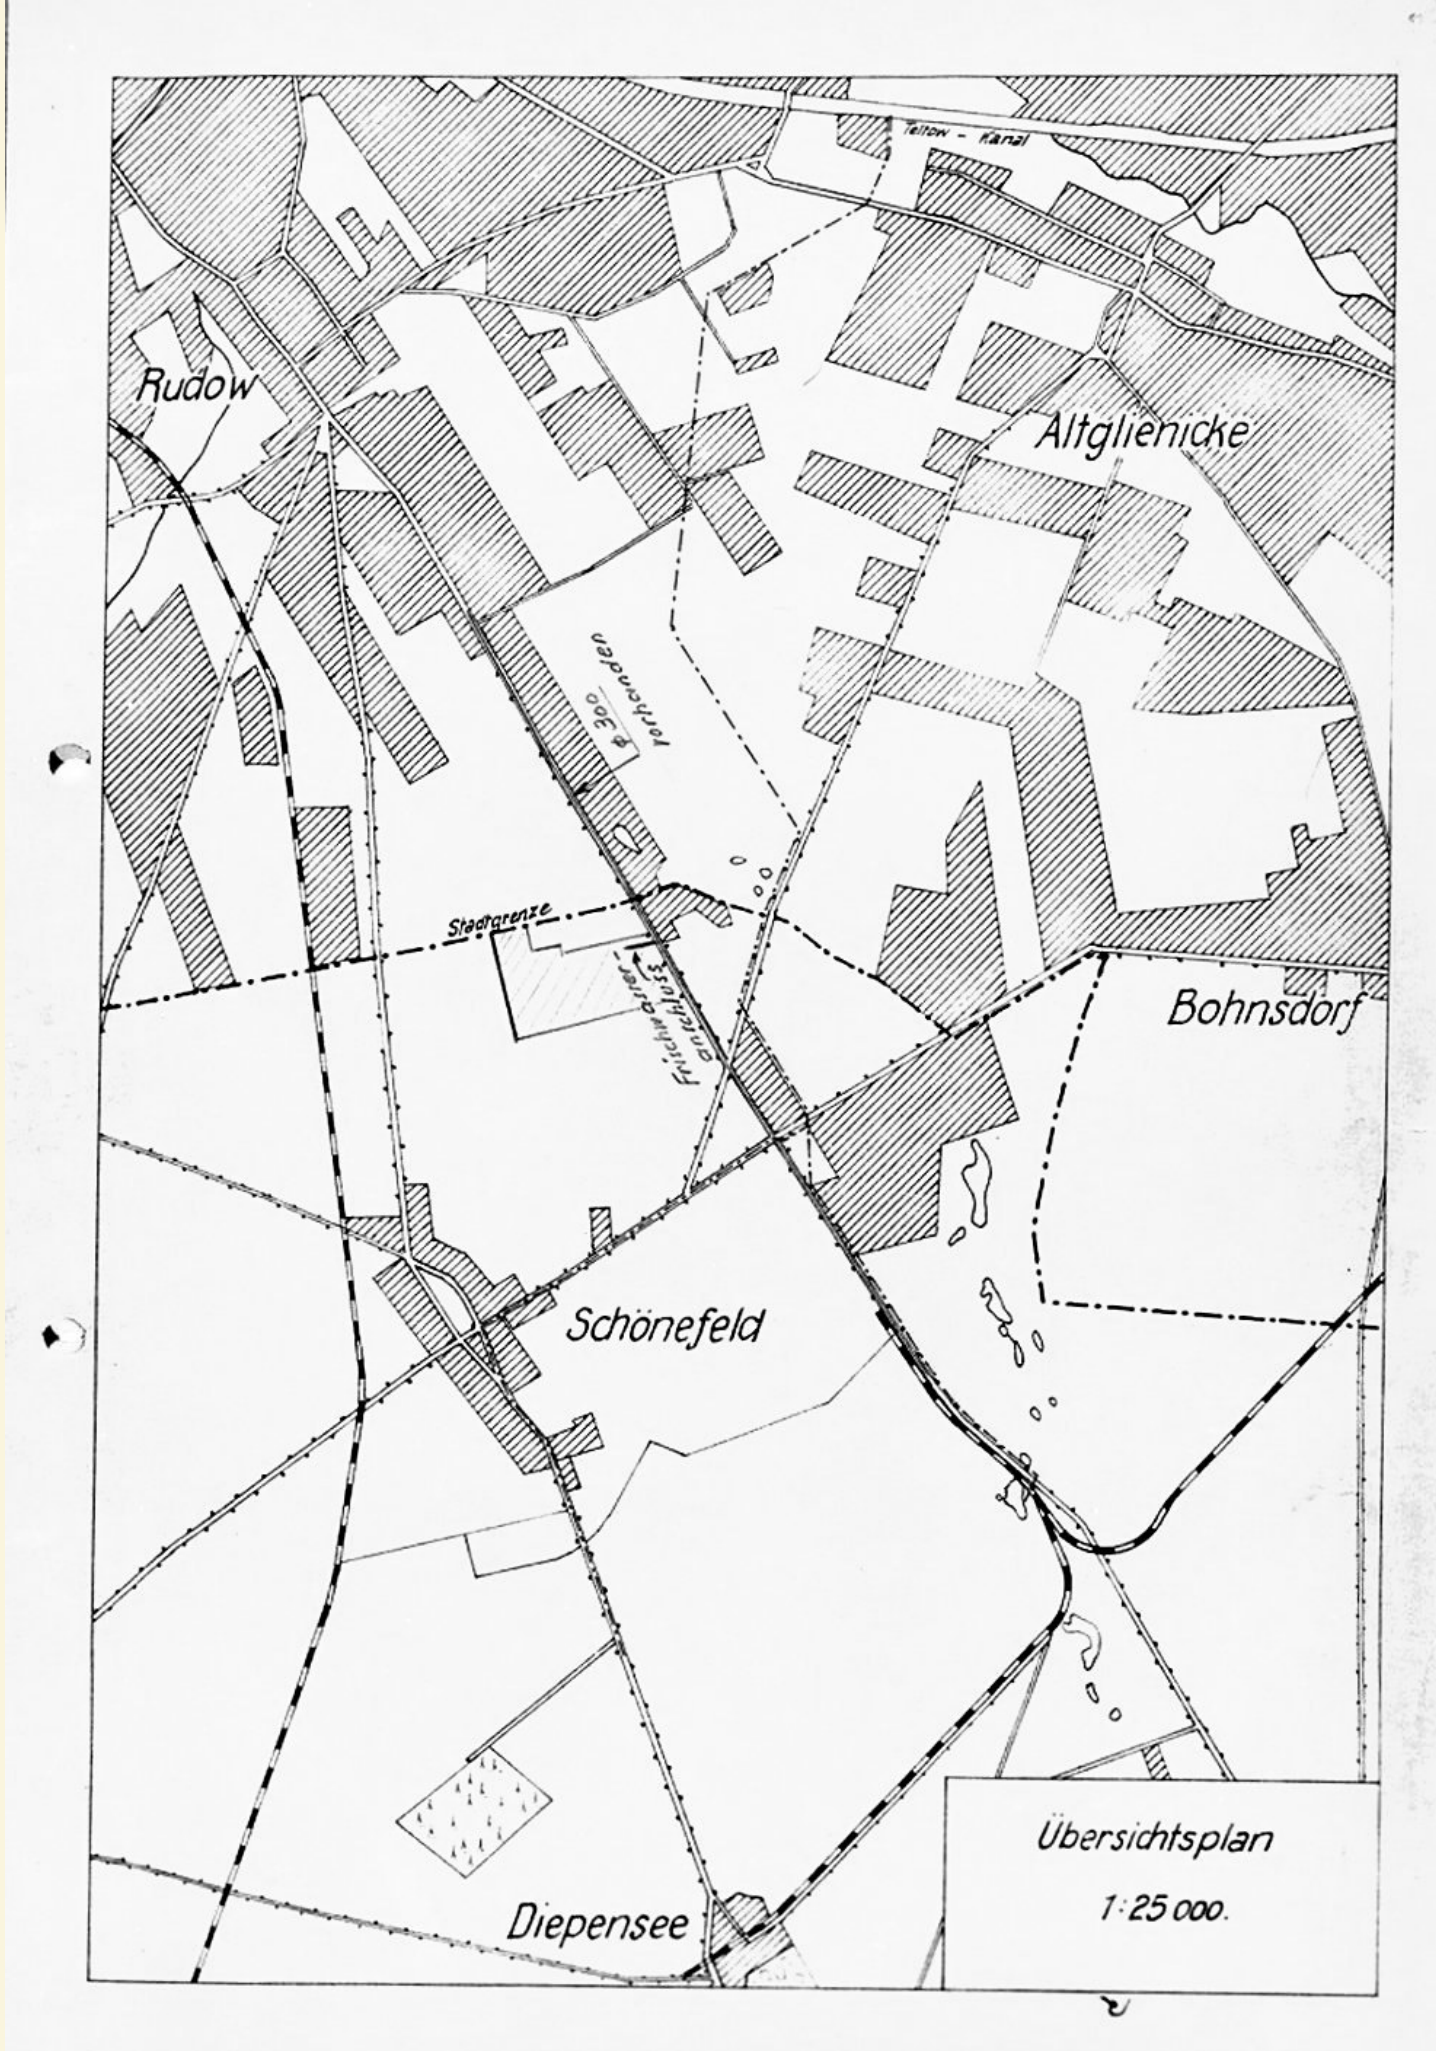 Teltow - Kanal
Rudow
Altglienicke
φ 300
vorhanden
Stadtgrenze
Frischwasser-
anschluss
Bohnsdorf
Schönefeld
Übersichtsplan
1:25 000.
Diepensee